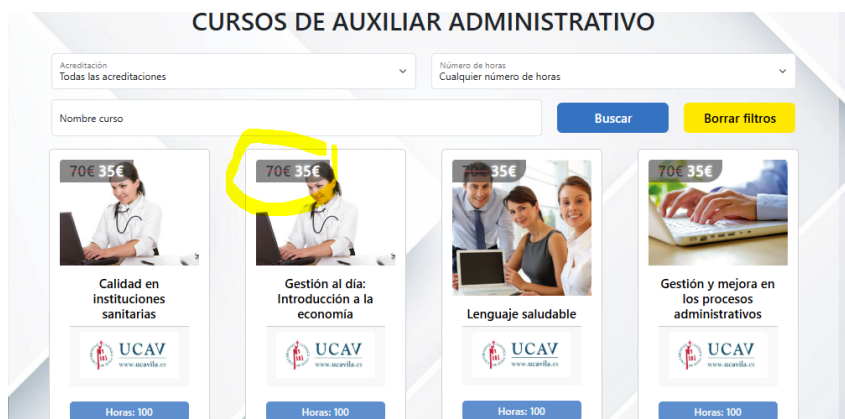 CURSOS DE AUXILIAR ADMINISTRATIVO
Acreditación
Todas las acreditaciones
Número de horas
Cualquier número de horas
Nombre curso
Buscar
Borrar filtros
70€ 35€
70€ 35€
70€ 35€
70€ 35€
Calidad en
instituciones
sanitarias
Gestión al día:
Introducción a la
economía
Lenguaje saludable
Gestión y mejora en
los procesos
administrativos
UCAV
www.ucavila.es
UCAV
www.ucavila.es
UCAV
www.ucavila.es
UCAV
www.ucavila.es
Horas: 100
Horas: 100
Horas: 100
Horas: 100